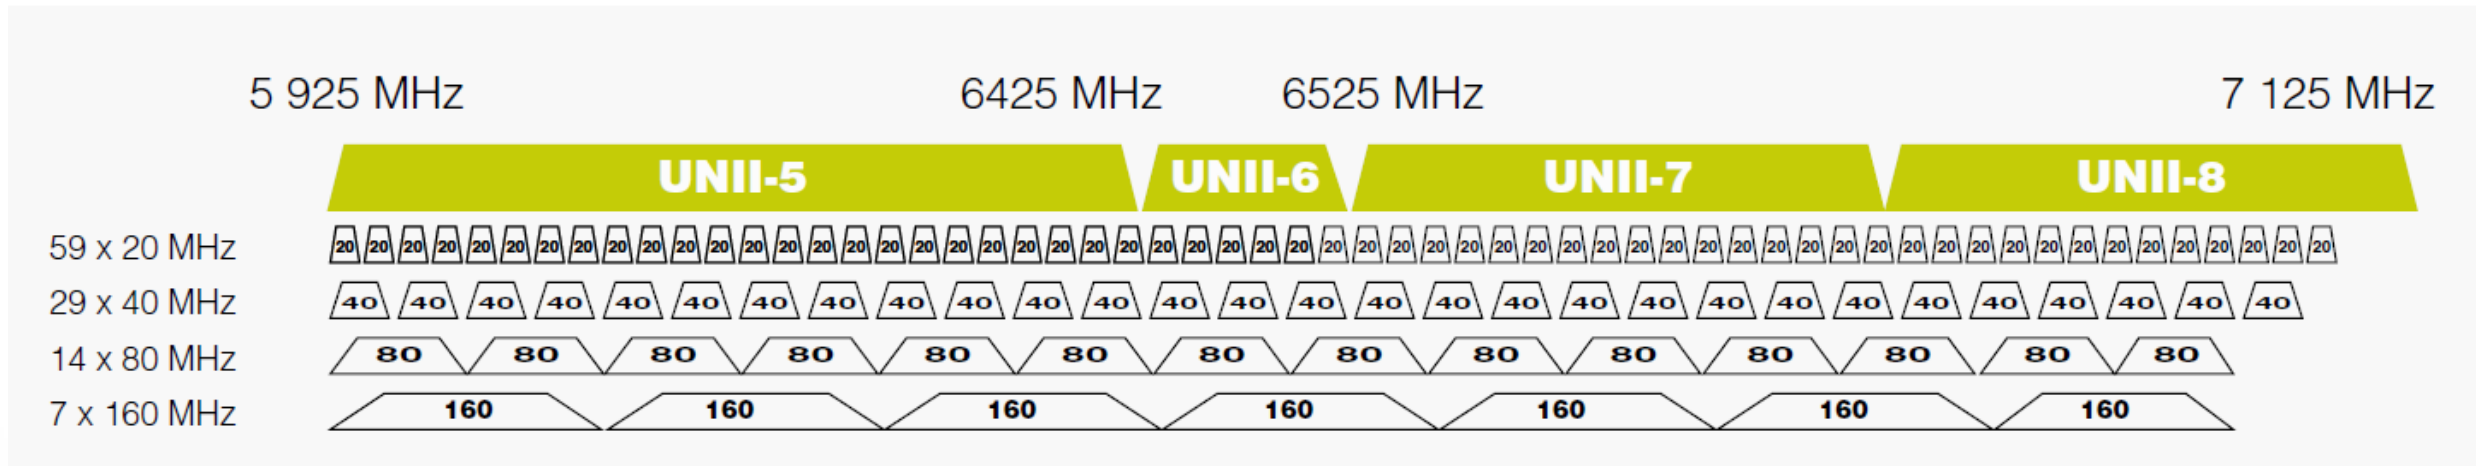 5 925 MHz 6425 MHz 6525 MHz 7 125 MHz
UNII-5 UNII-6 UNII-7 UNII-8
59 x 20 MHz 20 20 20 20 20 20 20 20 20 20 20 20 20 20 20 20 20 20 20 20 20 20 20 20 20 20 20 20 20 20 20 20 20 20 20 20 20 20 20 20 20 20 20 20 20 20 20 20 20 20 20 20 20 20 20 20 20 20 20
29 x 40 MHz 40 40 40 40 40 40 40 40 40 40 40 40 40 40 40 40 40 40 40 40 40 40 40 40 40 40 40 40 40
14 x 80 MHz 80 80 80 80 80 80 80 80 80 80 80 80 80 80
7 x 160 MHz 160 160 160 160 160 160 160